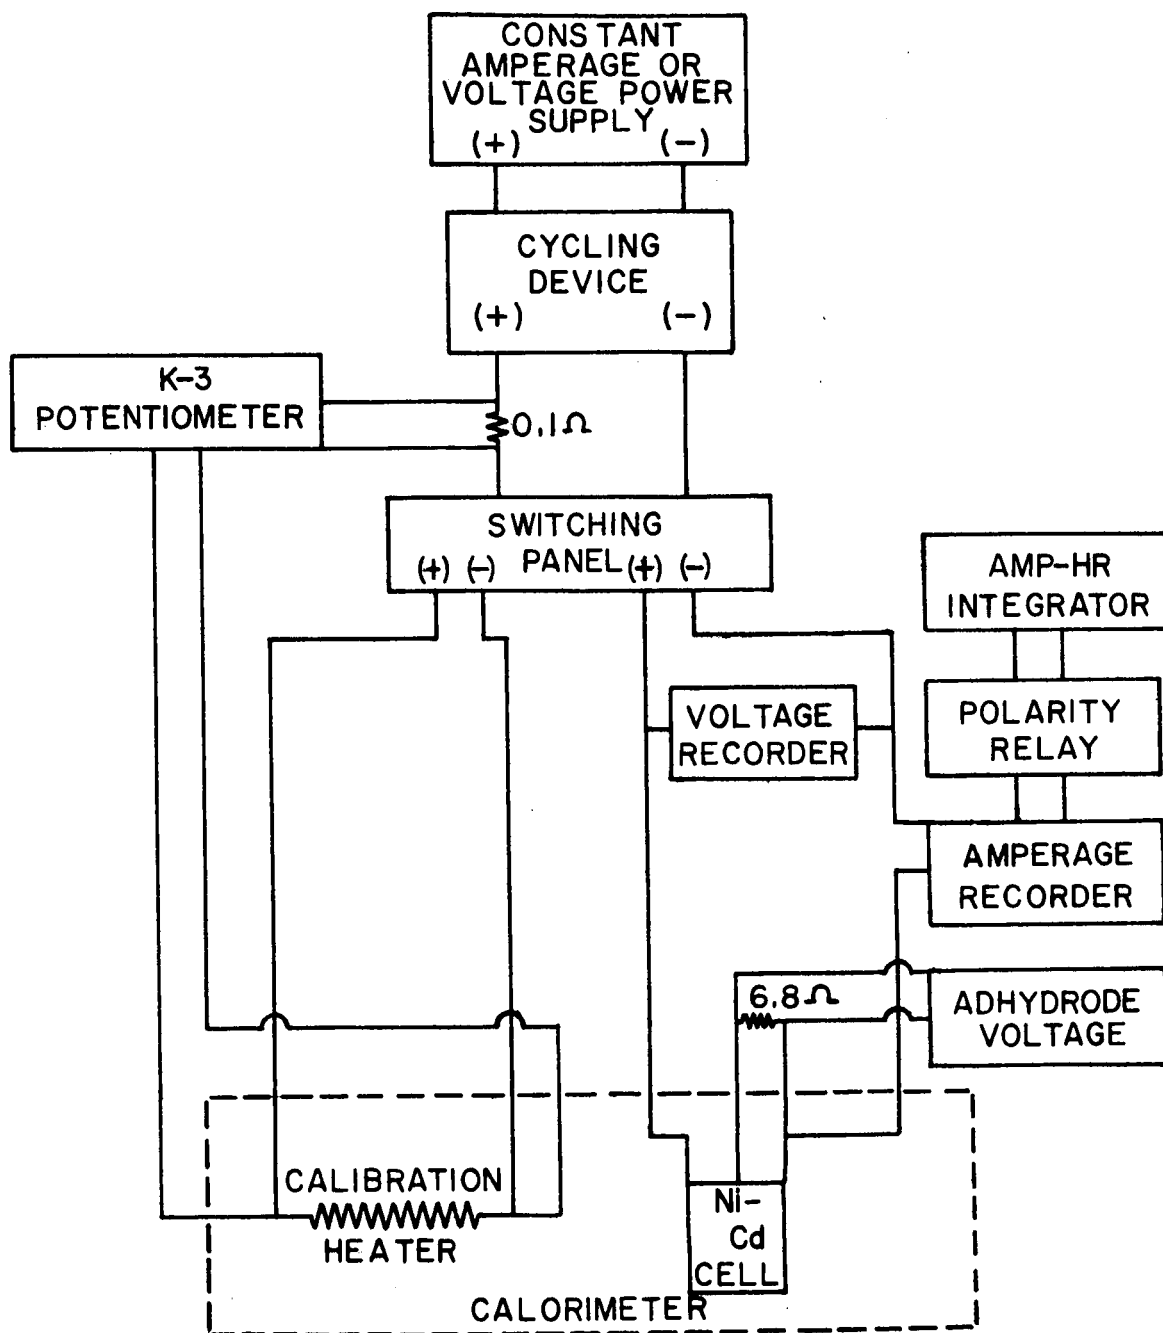 CONSTANT
AMPERAGE OR
VOLTAGE POWER
SUPPLY
(+) (-)
CYCLING
DEVICE
(+) (-)
K-3
POTENTIOMETER
0.1Ω
SWITCHING
PANEL
(+) (-) (+) (-)
AMP-HR
INTEGRATOR
VOLTAGE
RECORDER
POLARITY
RELAY
AMPERAGE
RECORDER
6.8Ω
ADHYDRODE
VOLTAGE
CALIBRATION
HEATER
Ni-
Cd
CELL
CALORIMETER